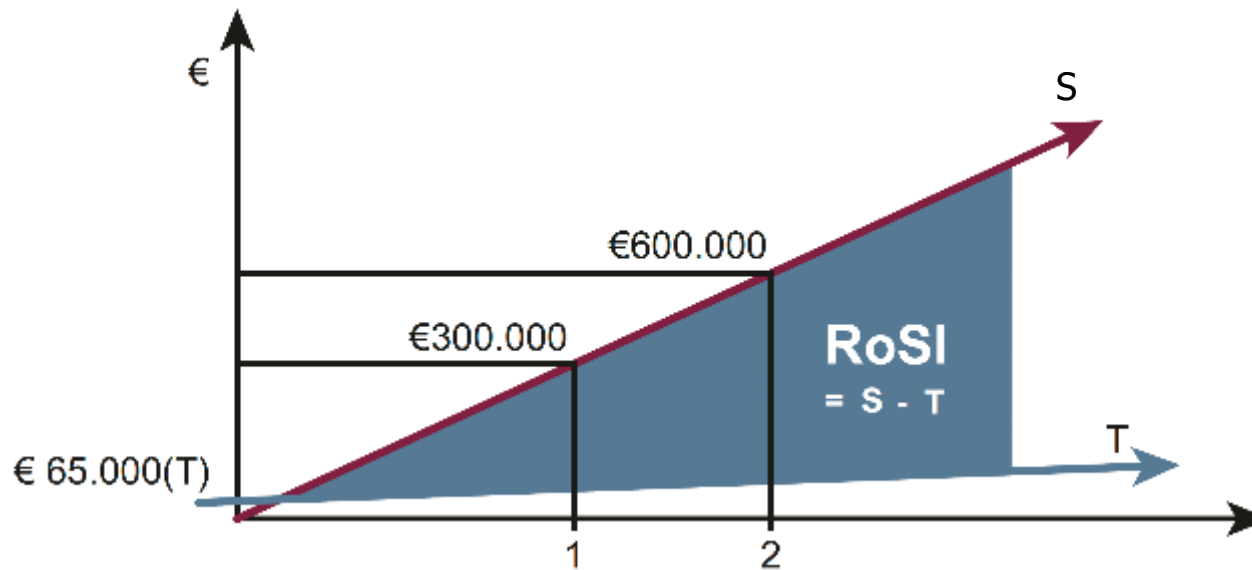 €
S
€600.000
€300.000
RoSI
= S - T
T
€ 65.000(T)
1
2